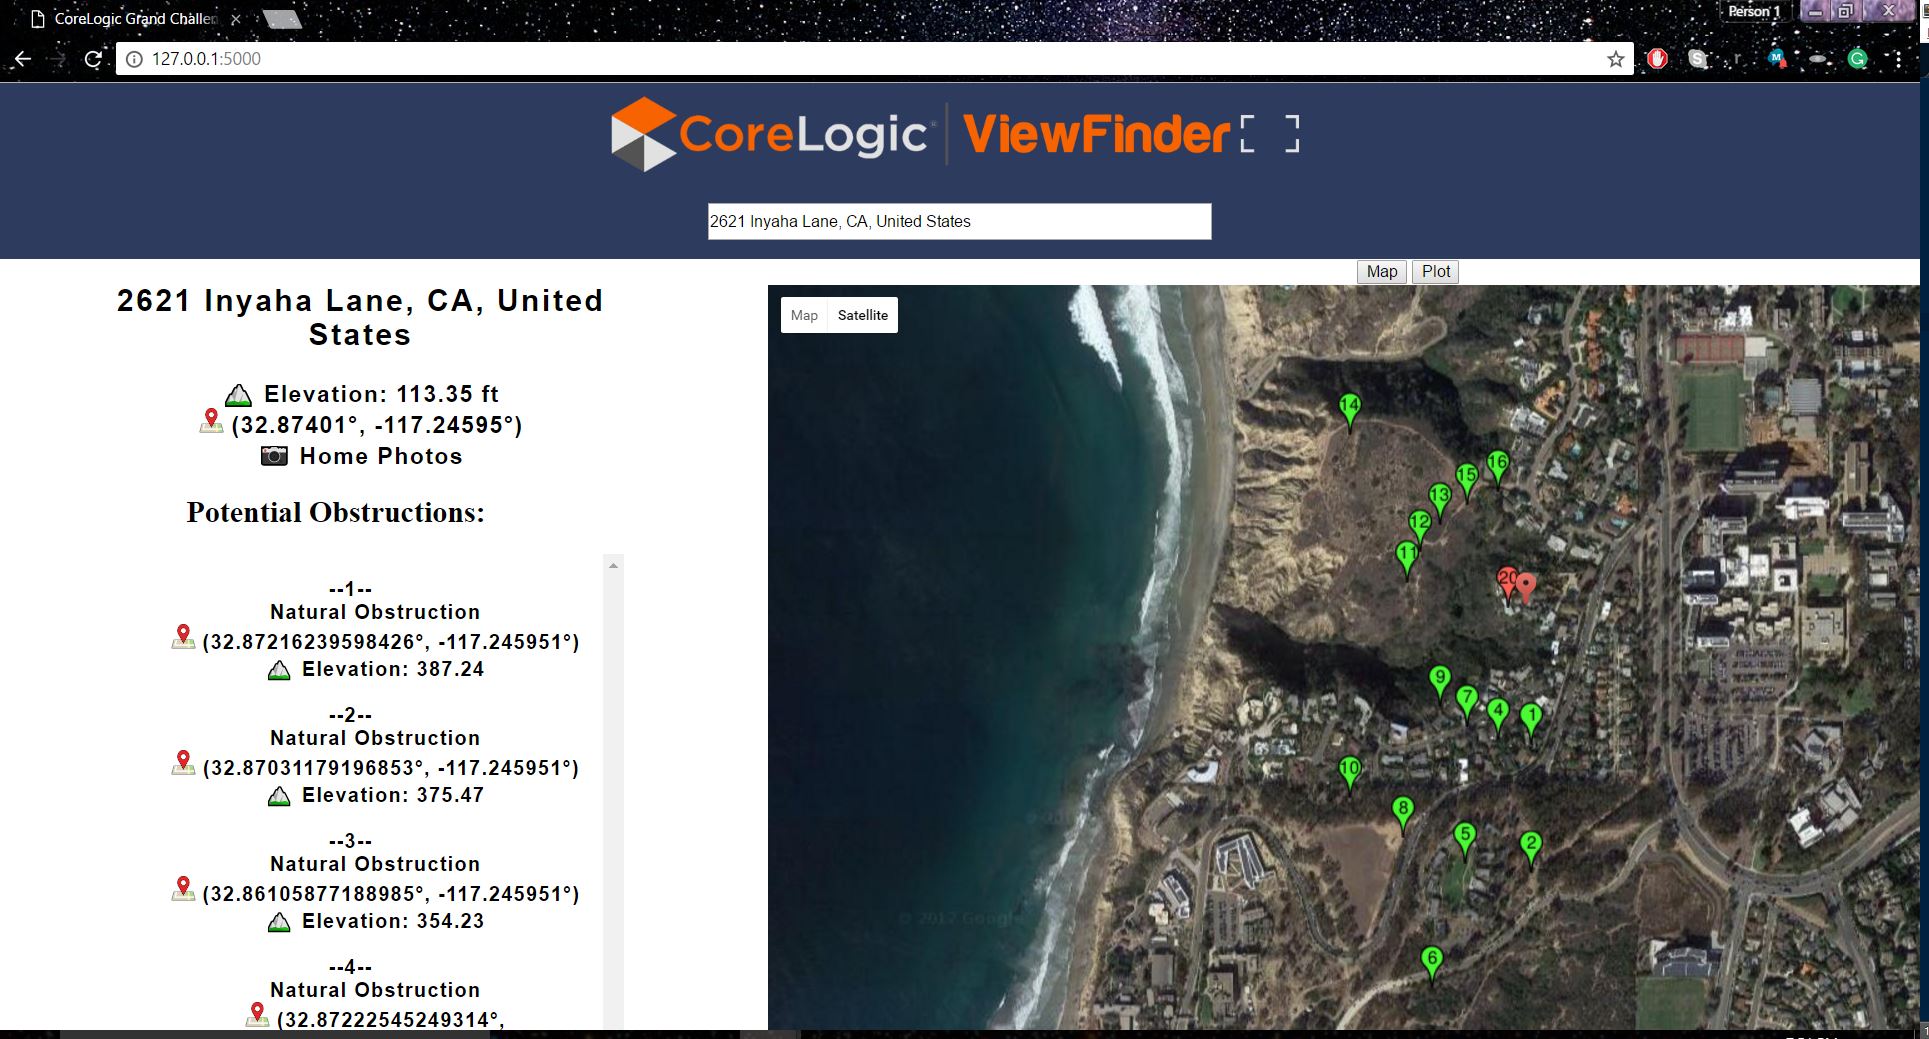 CoreLogic Grand Challen
Person 1
127.0.0.1:5000
CoreLogic® ViewFinder
2621 Inyaha Lane, CA, United States
Map Plot
2621 Inyaha Lane, CA, United
States
Elevation: 113.35 ft
(32.87401°, -117.24595°)
Home Photos
Potential Obstructions:
--1--
Natural Obstruction
(32.87216239598426°, -117.245951°)
Elevation: 387.24
--2--
Natural Obstruction
(32.87031179196853°, -117.245951°)
Elevation: 375.47
--3--
Natural Obstruction
(32.86105877188985°, -117.245951°)
Elevation: 354.23
--4--
Natural Obstruction
(32.87222545249314°,
Map Satellite
14
16
15
13
12
11
20
9
7
4
1
10
8
5
2
6
© 2017 Google